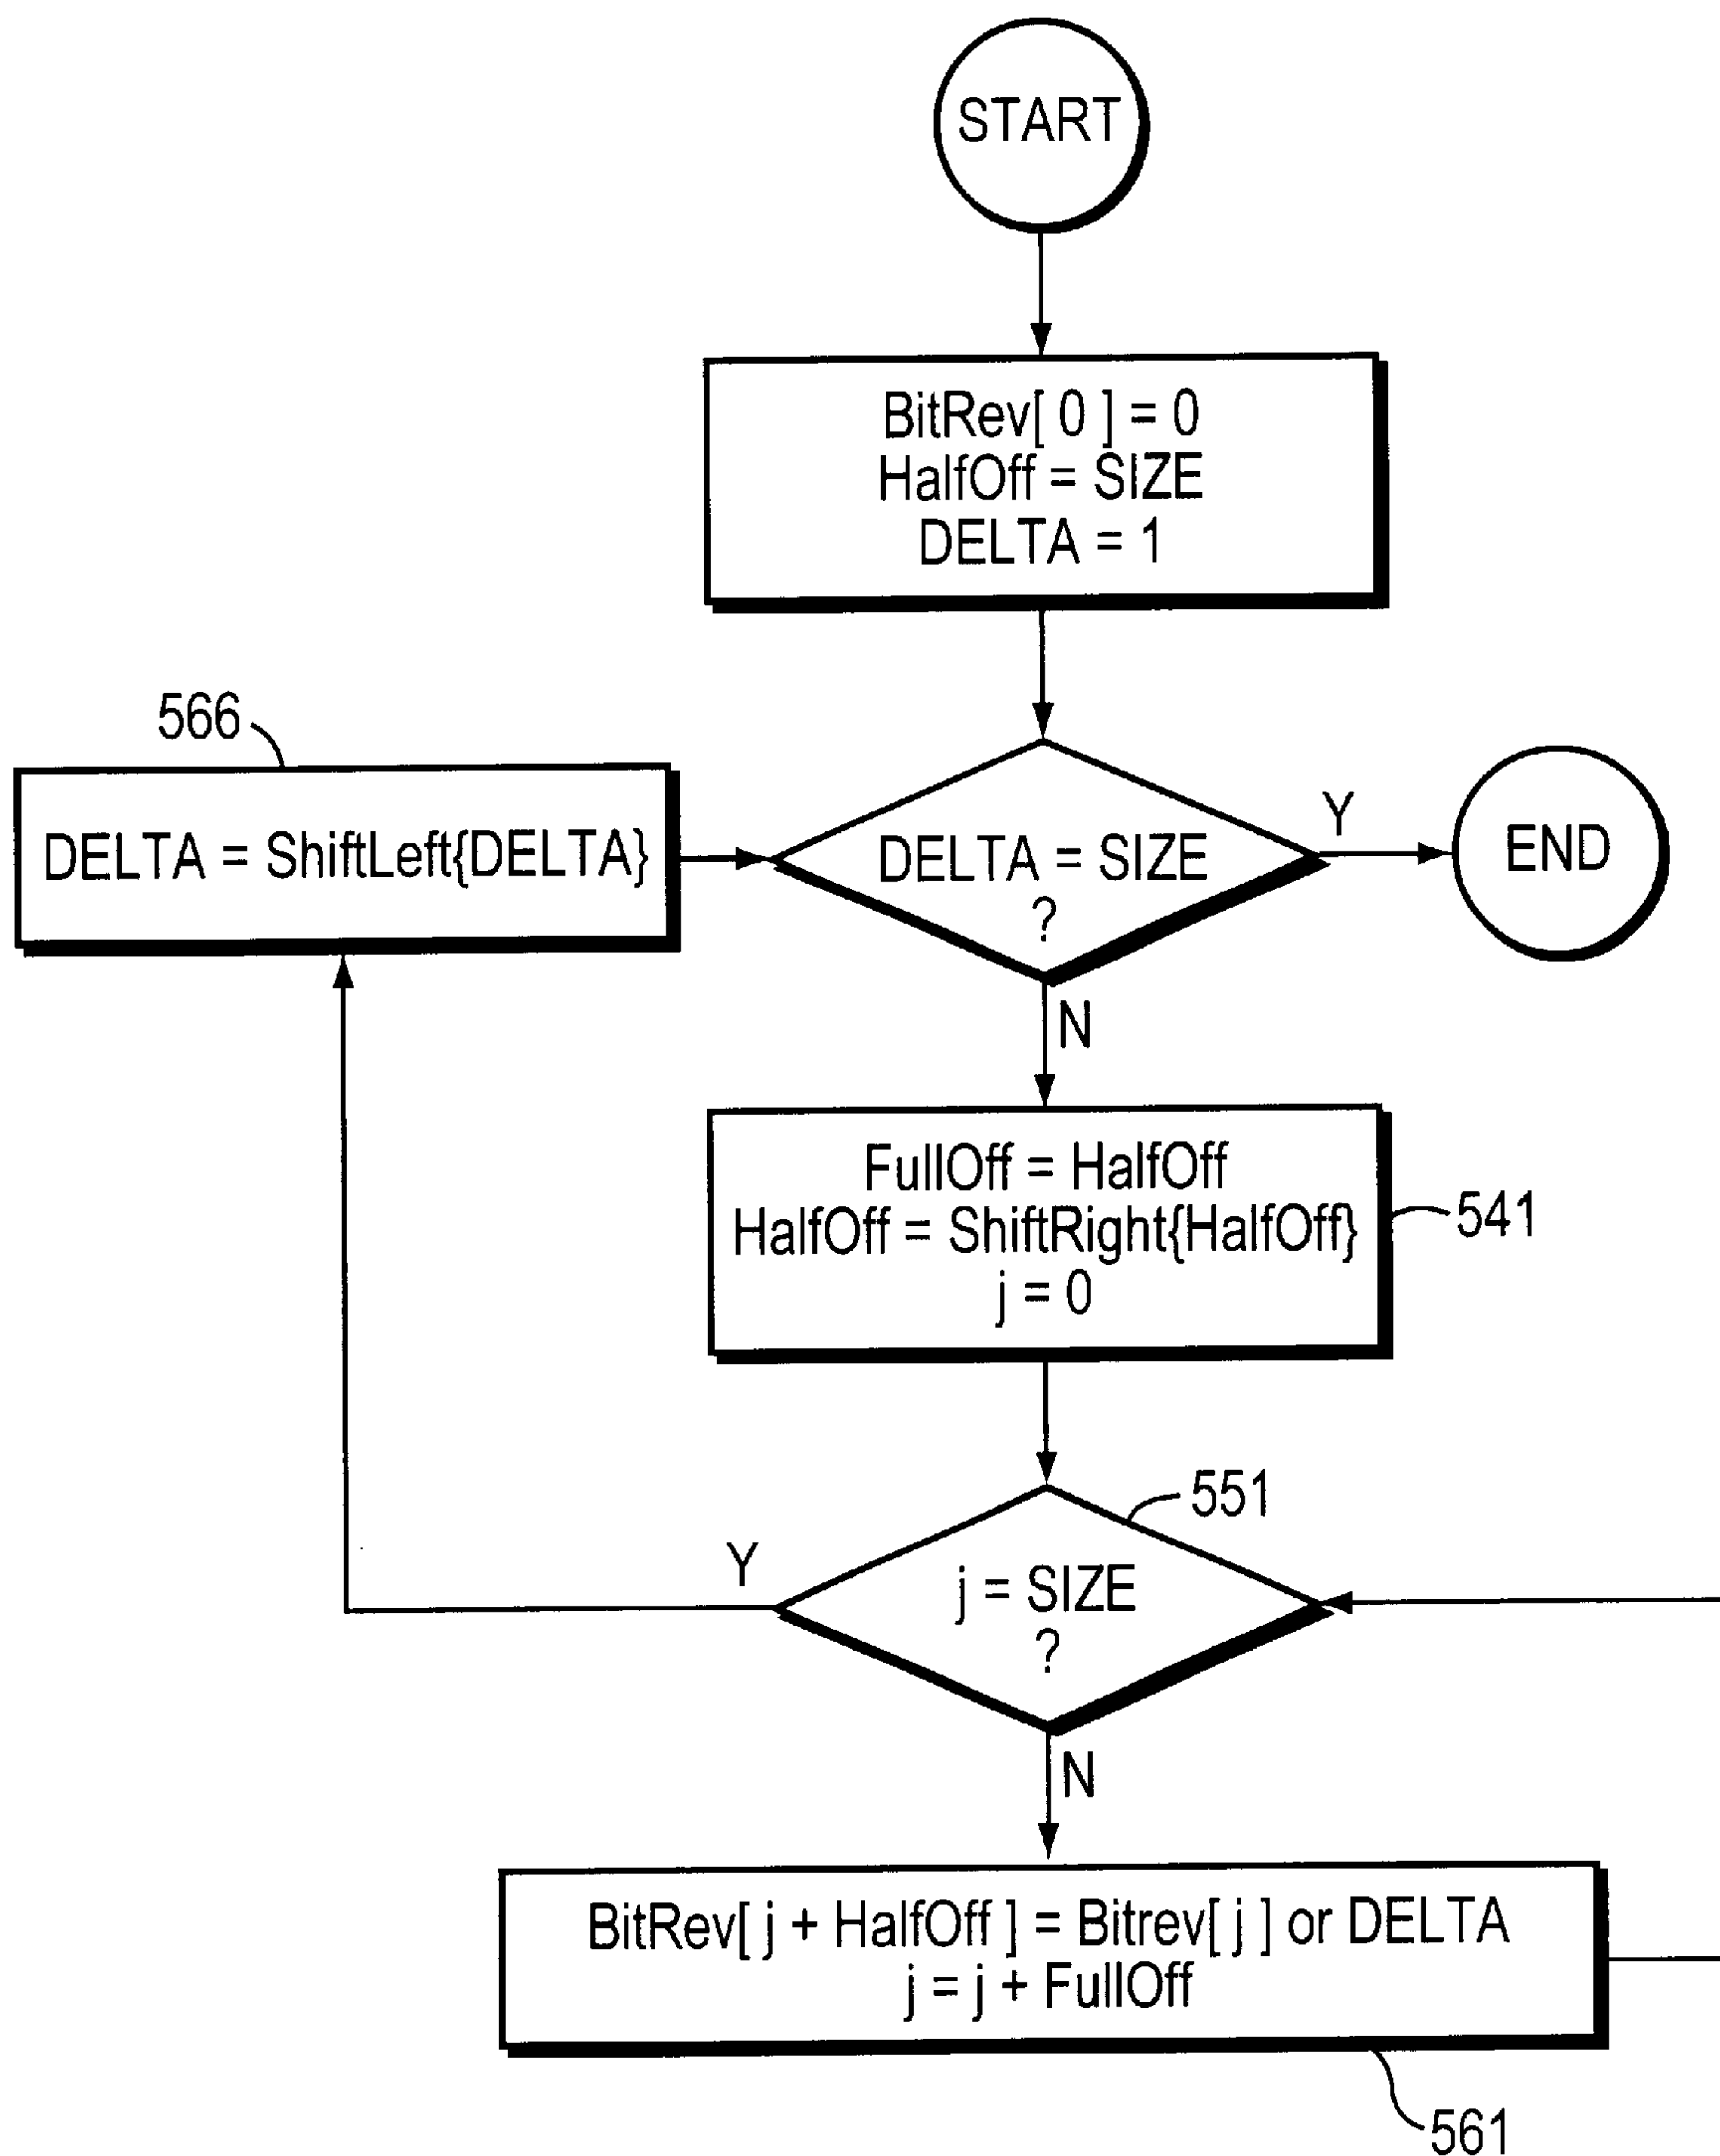 START
BitRev[ 0 ] = 0
HalfOff = SIZE
DELTA = 1
566
DELTA = ShiftLeft{DELTA}
DELTA = SIZE
?
Y
END
N
FullOff = HalfOff
HalfOff = ShiftRight{HalfOff}
j = 0
541
551
Y
j = SIZE
?
N
BitRev[ j + HalfOff ] = Bitrev[ j ] or DELTA
j = j + FullOff
561